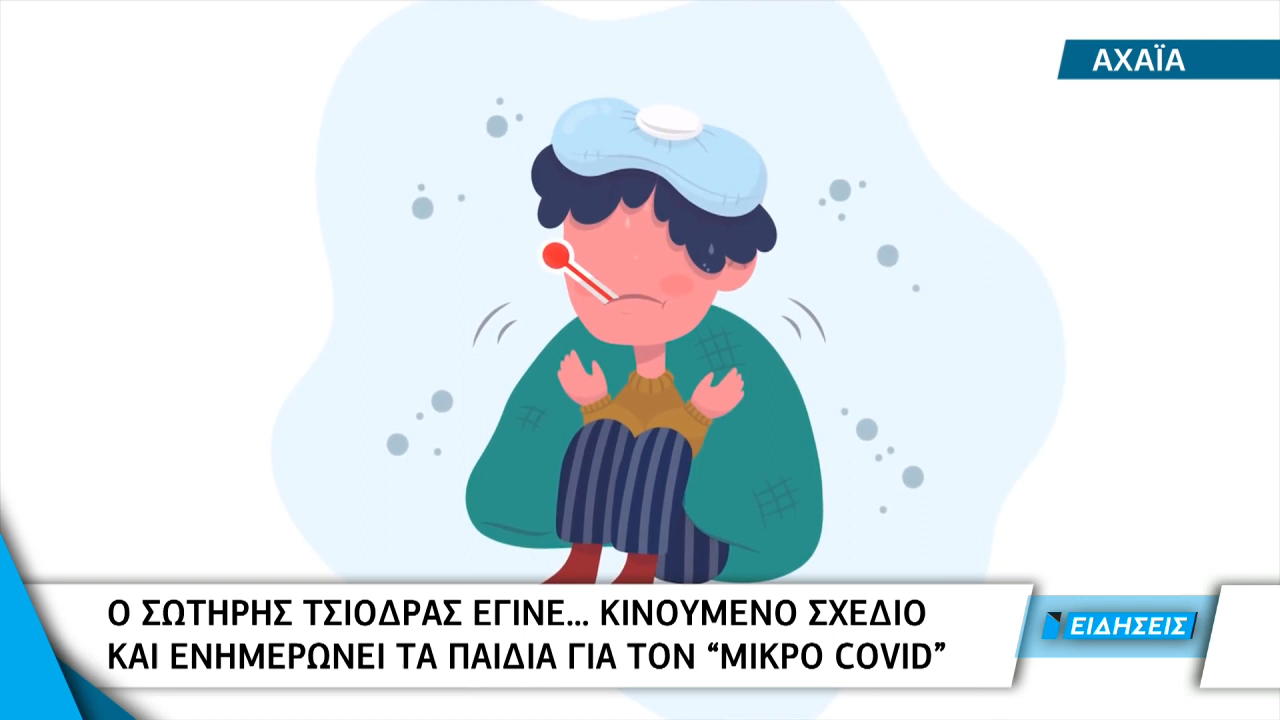 ΑΧΑΪΑ
Ο ΣΩΤΗΡΗΣ ΤΣΙΟΔΡΑΣ ΕΓΙΝΕ... ΚΙΝΟΥΜΕΝΟ ΣΧΕΔΙΟ
ΚΑΙ ΕΝΗΜΕΡΩΝΕΙ ΤΑ ΠΑΙΔΙΑ ΓΙΑ ΤΟΝ “ΜΙΚΡΟ COVID”
ΕΙΔΗΣΕΙΣ